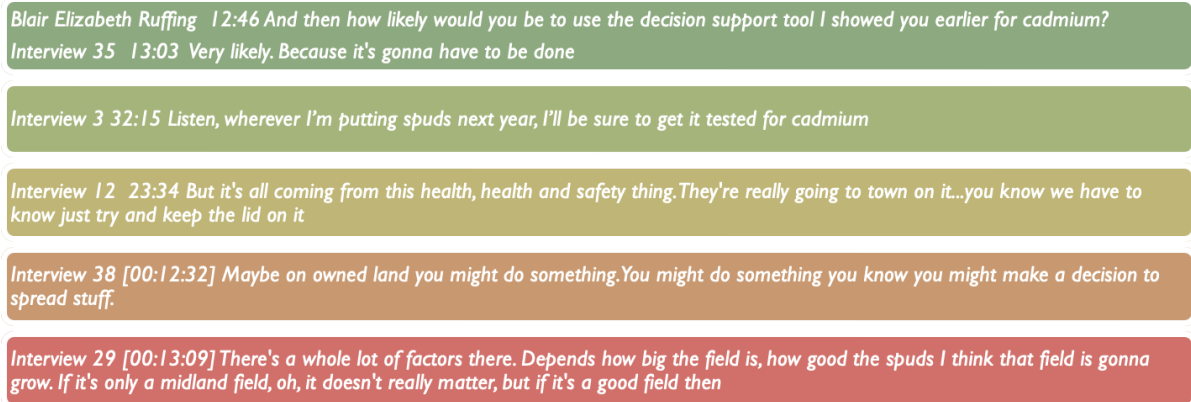 Blair Elizabeth Ruffing  12:46 And then how likely would you be to use the decision support tool I showed you earlier for cadmium?
Interview 35  13:03  Very likely. Because it's gonna have to be done
Interview 3 32:15 Listen, wherever I’m putting spuds next year, I’ll be sure to get it tested for cadmium
Interview 12  23:34 But it's all coming from this health, health and safety thing. They're really going to town on it...you know we have to
know just try and keep the lid on it
Interview 38 [00:12:32] Maybe on owned land you might do something. You might do something you know you might make a decision to
spread stuff.
Interview 29 [00:13:09] There's a whole lot of factors there. Depends how big the field is, how good the spuds I think that field is gonna
grow. If it's only a midland field, oh, it doesn't really matter, but if it's a good field then